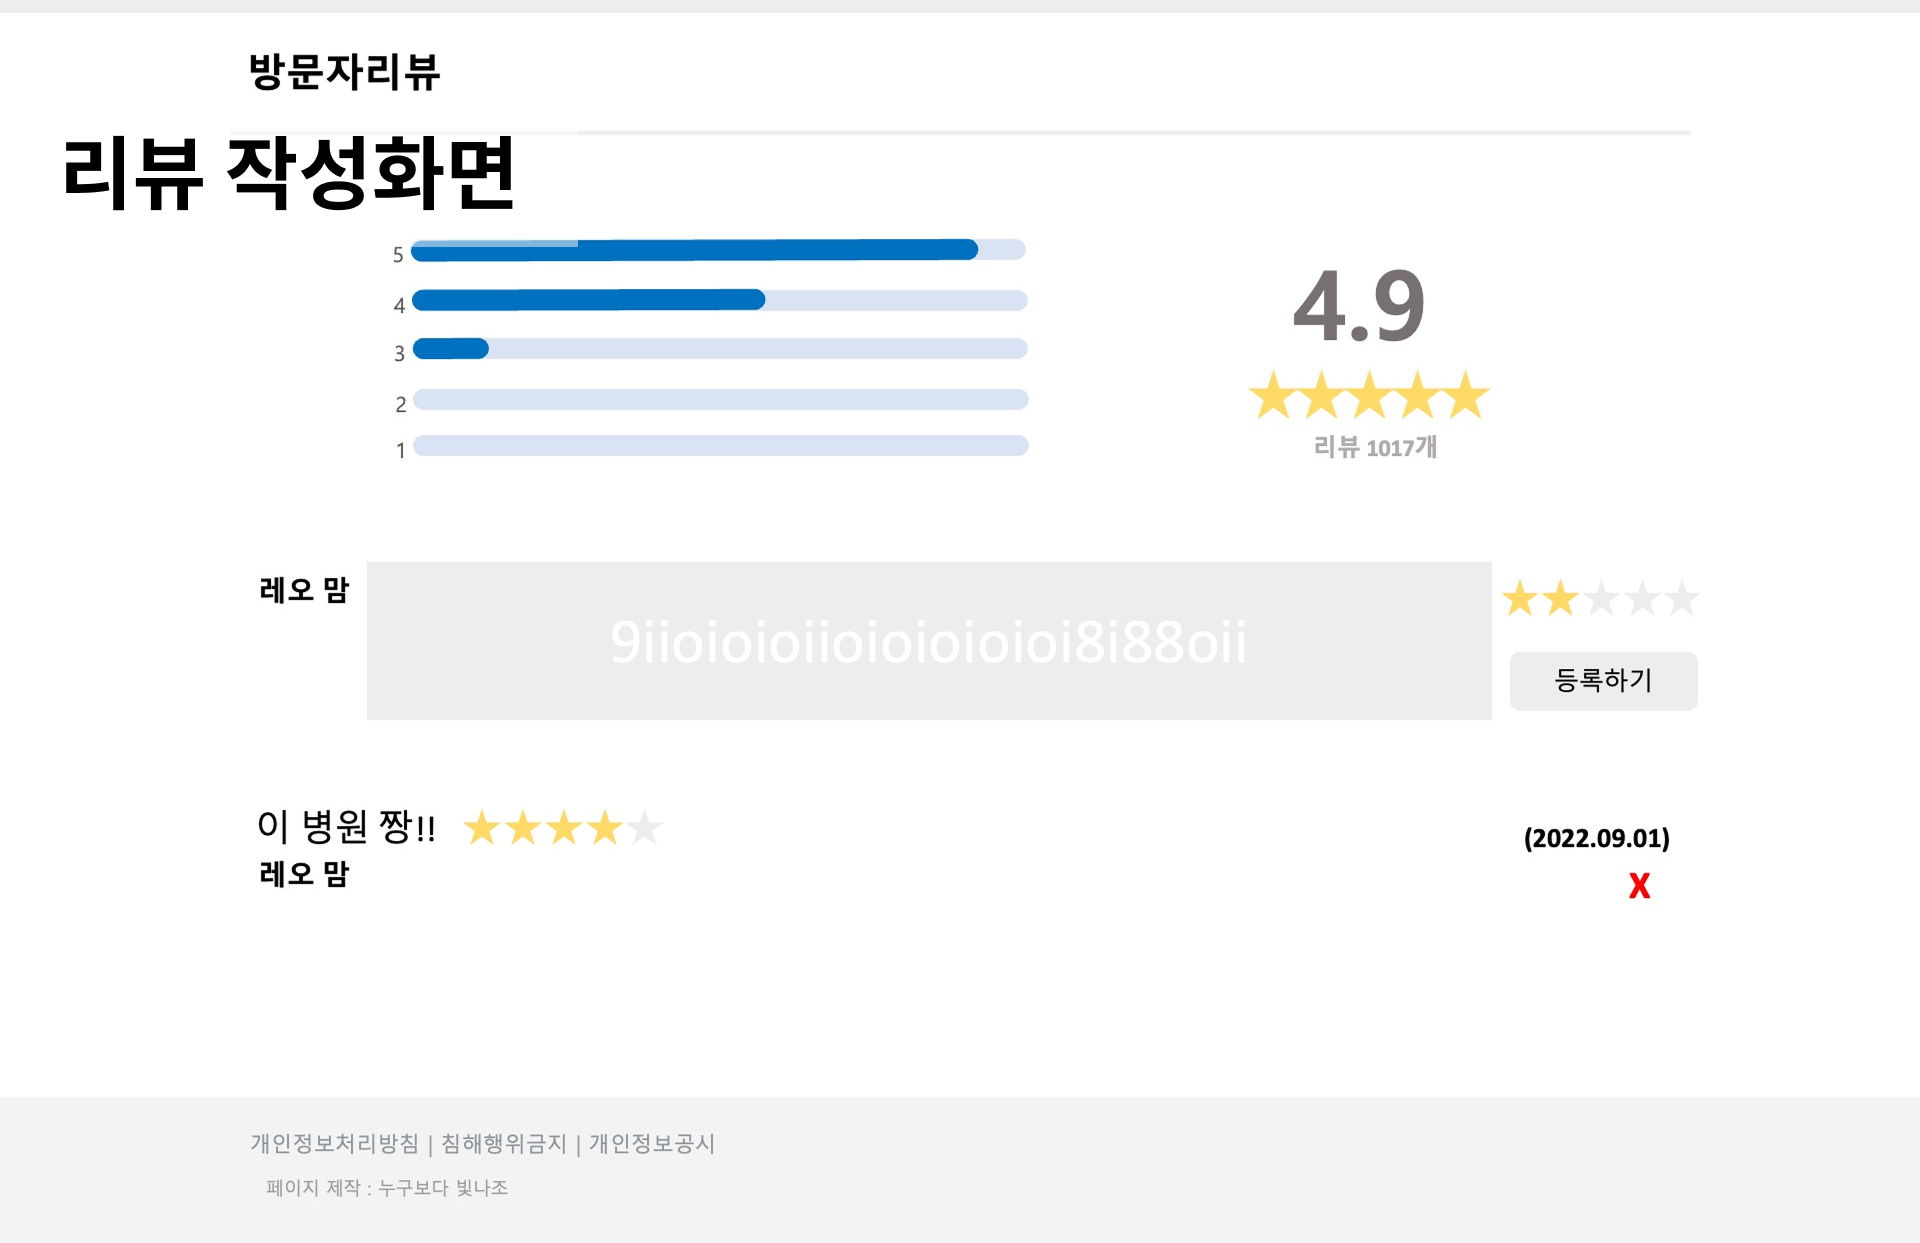 방문자리뷰
리뷰 작성화면
5
4
3
2
1
4.9
리뷰 1017개
레오 맘
9iioioioiioioioioioi8i88oii
등록하기
이 병원 짱!!
(2022.09.01)
레오 맘
X
개인정보처리방침 | 침해행위금지 | 개인정보공시
페이지 제작 : 누구보다 빛나조